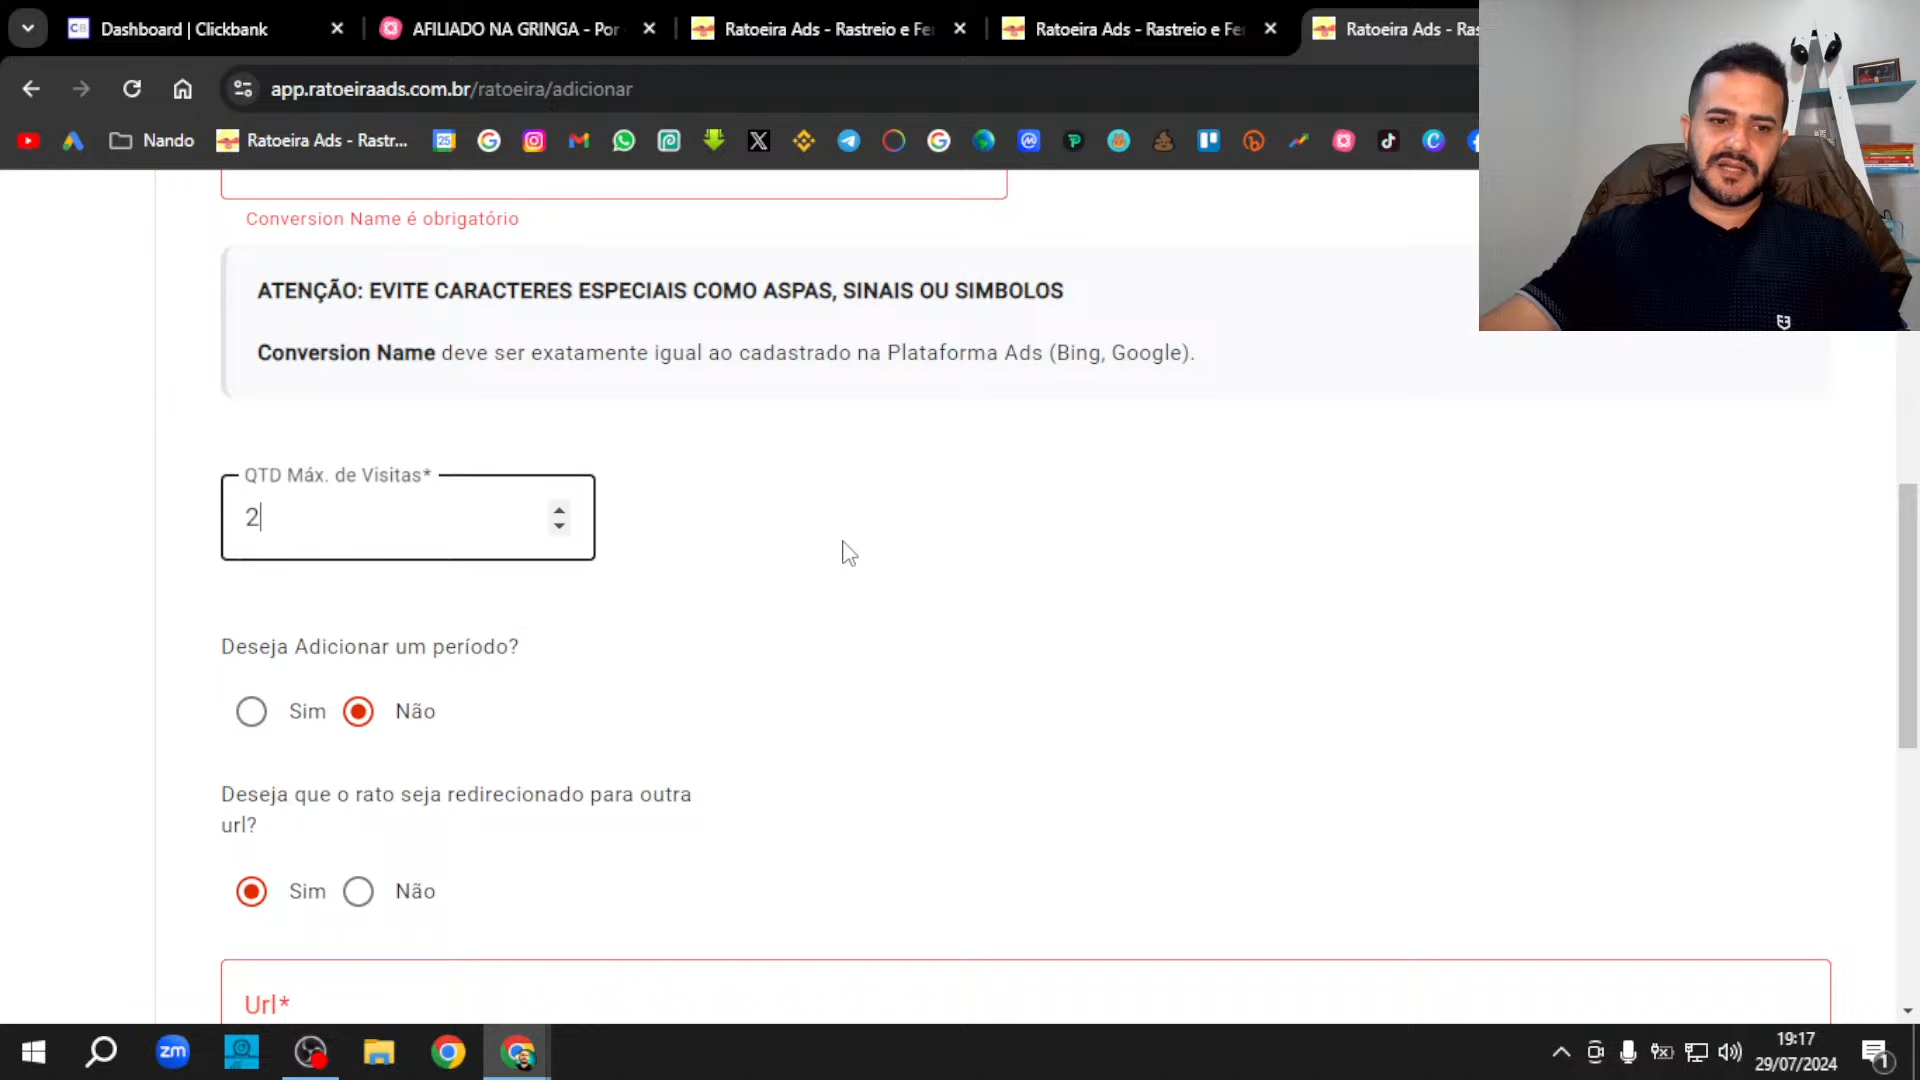 Dashboard | Clickbank
AFILIADO NA GRINGA - Por
Ratoeira Ads - Rastreio e Fe
Ratoeira Ads - Rastreio e Fe
Ratoeira Ads - Ras
app.ratoeiraads.com.br/ratoeira/adicionar
Nando
Ratoeira Ads - Rastr...
Conversion Name é obrigatório
ATENÇÃO: EVITE CARACTERES ESPECIAIS COMO ASPAS, SINAIS OU SIMBOLOS
Conversion Name deve ser exatamente igual ao cadastrado na Plataforma Ads (Bing, Google).
QTD Máx. de Visitas*
2
Deseja Adicionar um período?
Sim Não
Deseja que o rato seja redirecionado para outra
url?
Sim Não
Url*
zm
19:17
29/07/2024
1